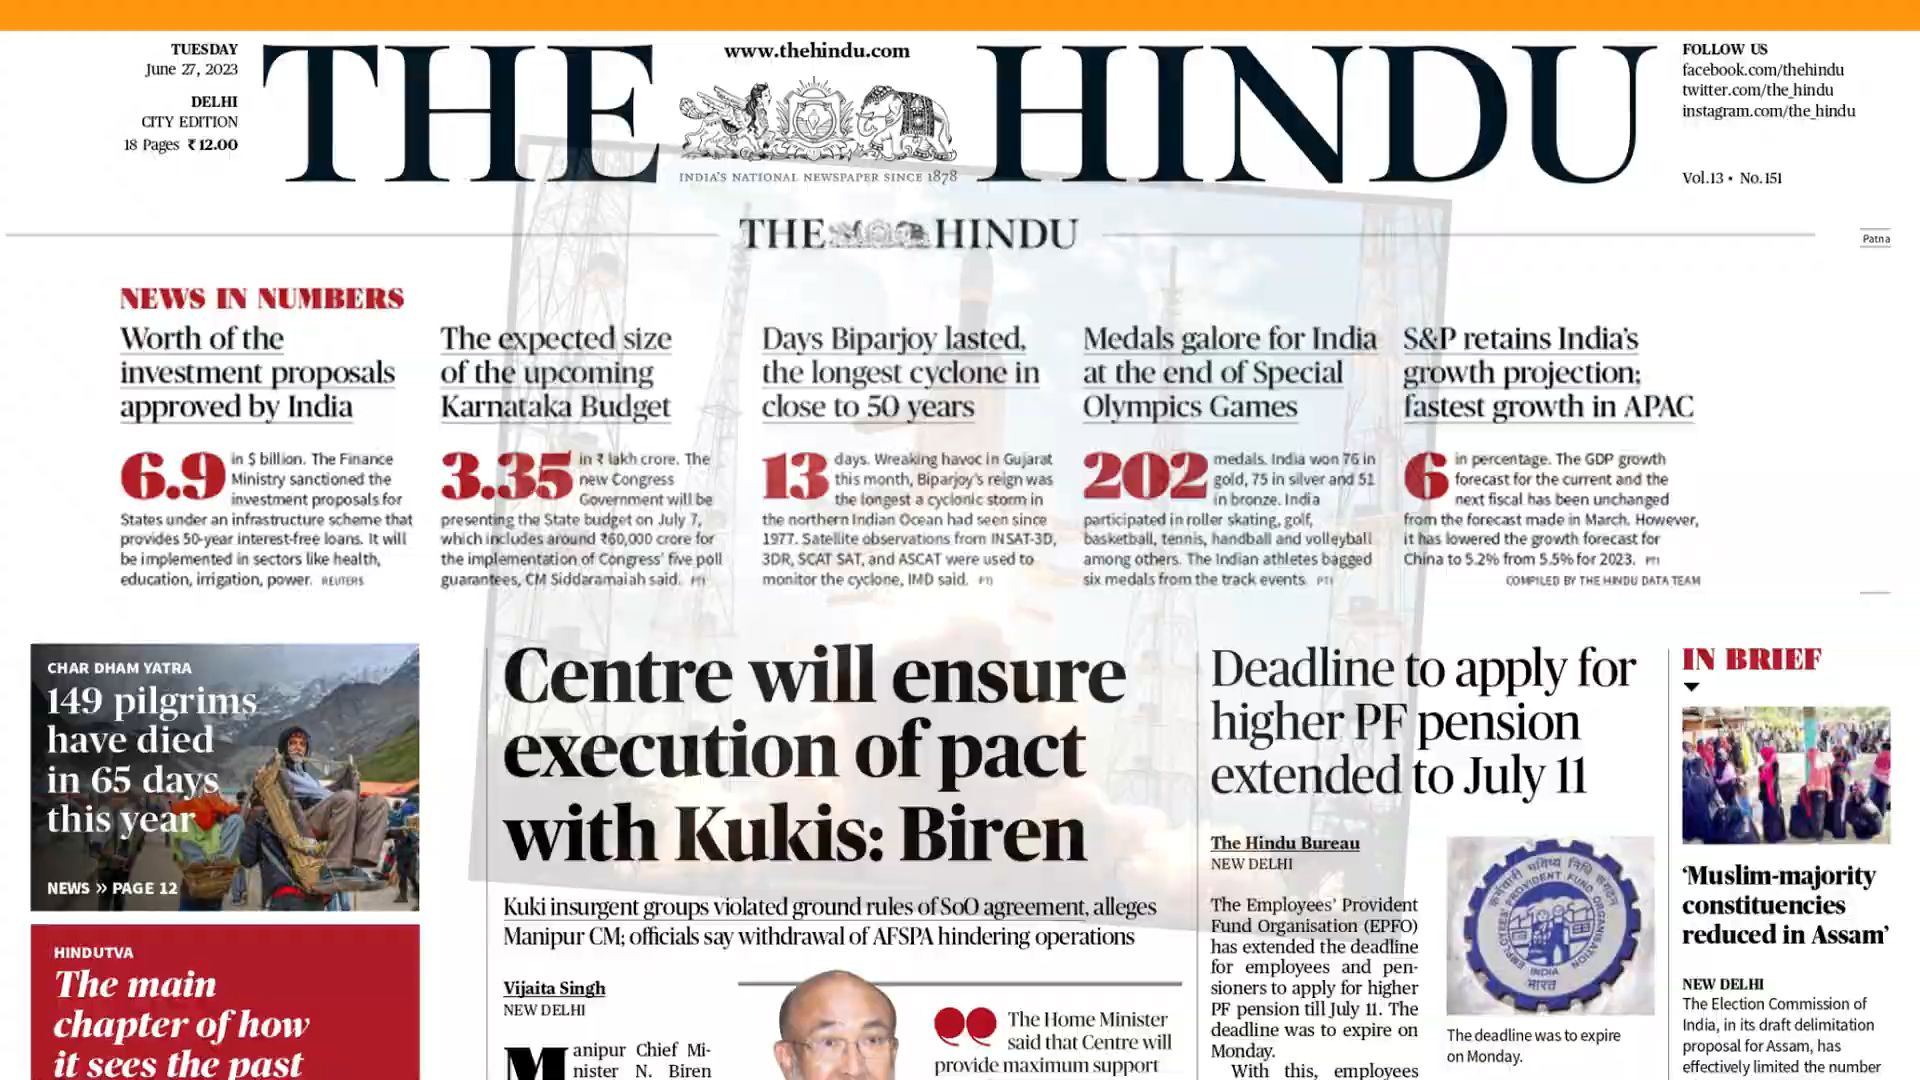 TUESDAY
June 27, 2023
DELHI
CITY EDITION
18 Pages ₹12.00
THE HINDU
www.thehindu.com
INDIA'S NATIONAL NEWSPAPER SINCE 1878
FOLLOW US
facebook.com/thehindu
twitter.com/the_hindu
instagram.com/the_hindu
Vol.13 • No.151
THE HINDU
Patna
NEWS IN NUMBERS
Worth of the
investment proposals
approved by India
6.9 in $ billion. The Finance
Ministry sanctioned the
investment proposals for
States under an infrastructure scheme that
provides 50-year interest-free loans. It will
be implemented in sectors like health,
education, irrigation, power. REUTERS
The expected size
of the upcoming
Karnataka Budget
3.35 in ₹ lakh crore. The
new Congress
Government will be
presenting the State budget on July 7,
which includes around ₹60,000 crore for
the implementation of Congress' five poll
guarantees, CM Siddaramaiah said. PTI
Days Biparjoy lasted,
the longest cyclone in
close to 50 years
13 days. Wreaking havoc in Gujarat
this month, Biparjoy's reign was
the longest a cyclonic storm in
the northern Indian Ocean had seen since
1977. Satellite observations from INSAT-3D,
3DR, SCAT SAT, and ASCAT were used to
monitor the cyclone, IMD said. PTI
Medals galore for India
at the end of Special
Olympics Games
202 medals. India won 76 in
gold, 75 in silver and 51
in bronze. India
participated in roller skating, golf,
basketball, tennis, handball and volleyball
among others. The Indian athletes bagged
six medals from the track events. PTI
S&P retains India's
growth projection;
fastest growth in APAC
6 in percentage. The GDP growth
forecast for the current and the
next fiscal has been unchanged
from the forecast made in March. However,
it has lowered the growth forecast for
China to 5.2% from 5.5% for 2023. PTI
COMPILED BY THE HINDU DATA TEAM
CHAR DHAM YATRA
149 pilgrims
have died
in 65 days
this year
NEWS » PAGE 12
HINDUTVA
The main
chapter of how
it sees the past
Centre will ensure
execution of pact
with Kukis: Biren
Kuki insurgent groups violated ground rules of SoO agreement, alleges
Manipur CM; officials say withdrawal of AFSPA hindering operations
Vijaita Singh
NEW DELHI
Manipur Chief Mi-
nister N. Biren
The Home Minister
said that Centre will
provide maximum support
Deadline to apply for
higher PF pension
extended to July 11
The Hindu Bureau
NEW DELHI
The Employees' Provident
Fund Organisation (EPFO)
has extended the deadline
for employees and pen-
sioners to apply for higher
PF pension till July 11. The
deadline was to expire on
Monday.
With this, employees
कर्मचारी भविष्य निधि संगठन
EMPLOYEES' PROVIDENT FUND ORGANISATION
INDIA
भारत
The deadline was to expire
on Monday.
IN BRIEF
'Muslim-majority
constituencies
reduced in Assam'
NEW DELHI
The Election Commission of
India, in its draft delimitation
proposal for Assam, has
effectively limited the number